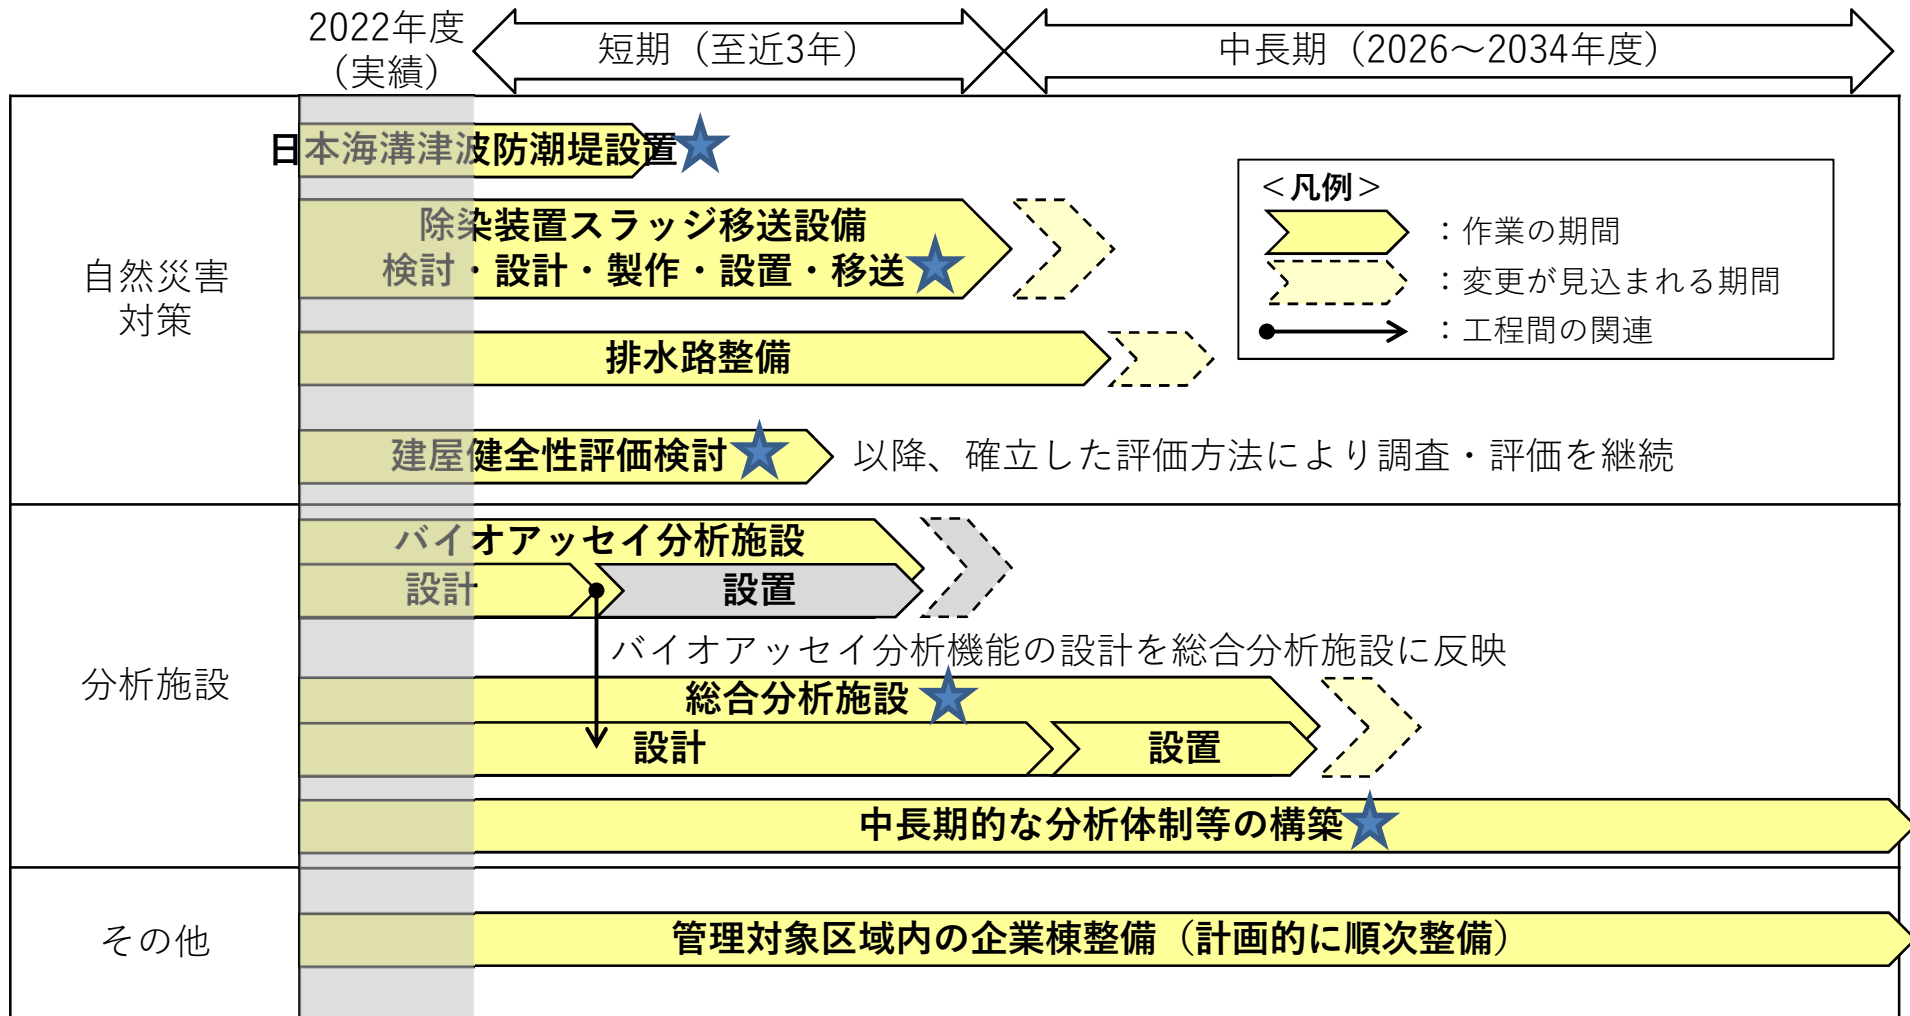 2022年度
（実績）
短期（至近3年）
中長期（2026～2034年度）
自然災害
対策
日本海溝津波防潮堤設置
除染装置スラッジ移送設備
検討・設計・製作・設置・移送
排水路整備
建屋健全性評価検討
以降、確立した評価方法により調査・評価を継続
＜凡例＞
：作業の期間
：変更が見込まれる期間
：工程間の関連
分析施設
バイオアッセイ分析施設
設計
設置
バイオアッセイ分析機能の設計を総合分析施設に反映
総合分析施設
設計
設置
中長期的な分析体制等の構築
その他
管理対象区域内の企業棟整備（計画的に順次整備）